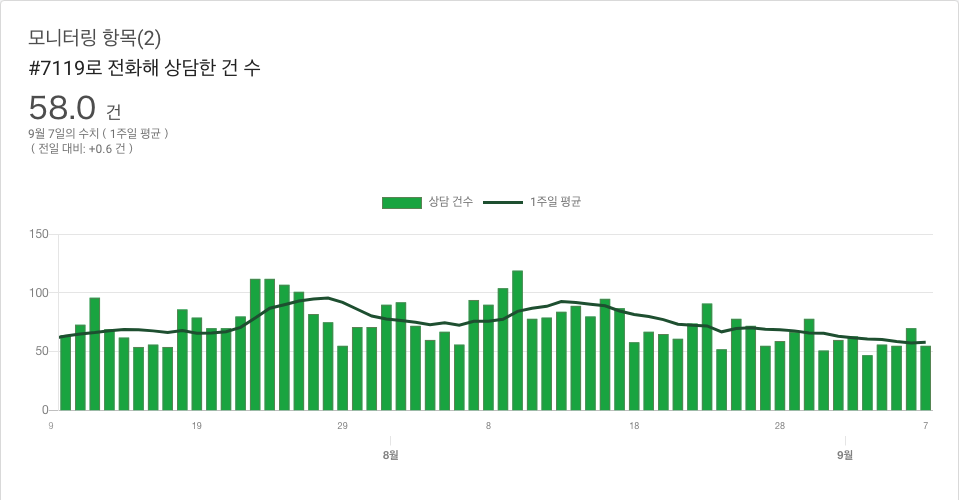 모니터링 항목(2)
#7119로 전화해 상담한 건 수
58.0 건
9월 7일의 수치 ( 1주일 평균 )
( 전일 대비: +0.6 건 )
상담 건수 1주일 평균
150
100
50
0
9 19 29 8 18 28 7
8월 9월